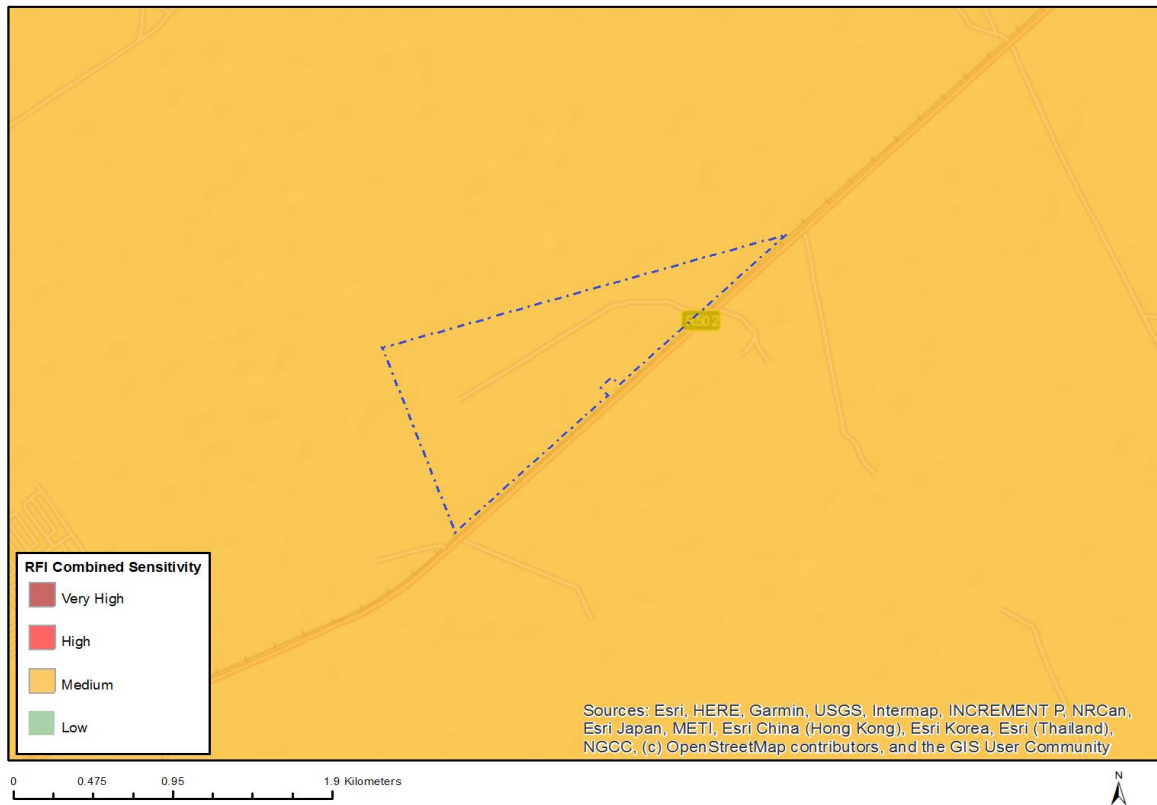 RFI Combined Sensitivity
Very High
High
Medium
Low
Sources: Esri, HERE, Garmin, USGS, Intermap, INCREMENT P, NRCan,
Esri Japan, METI, Esri China (Hong Kong), Esri Korea, Esri (Thailand),
NGCC, (c) OpenStreetMap contributors, and the GIS User Community
0 0.475 0.95 1.9 Kilometers
N